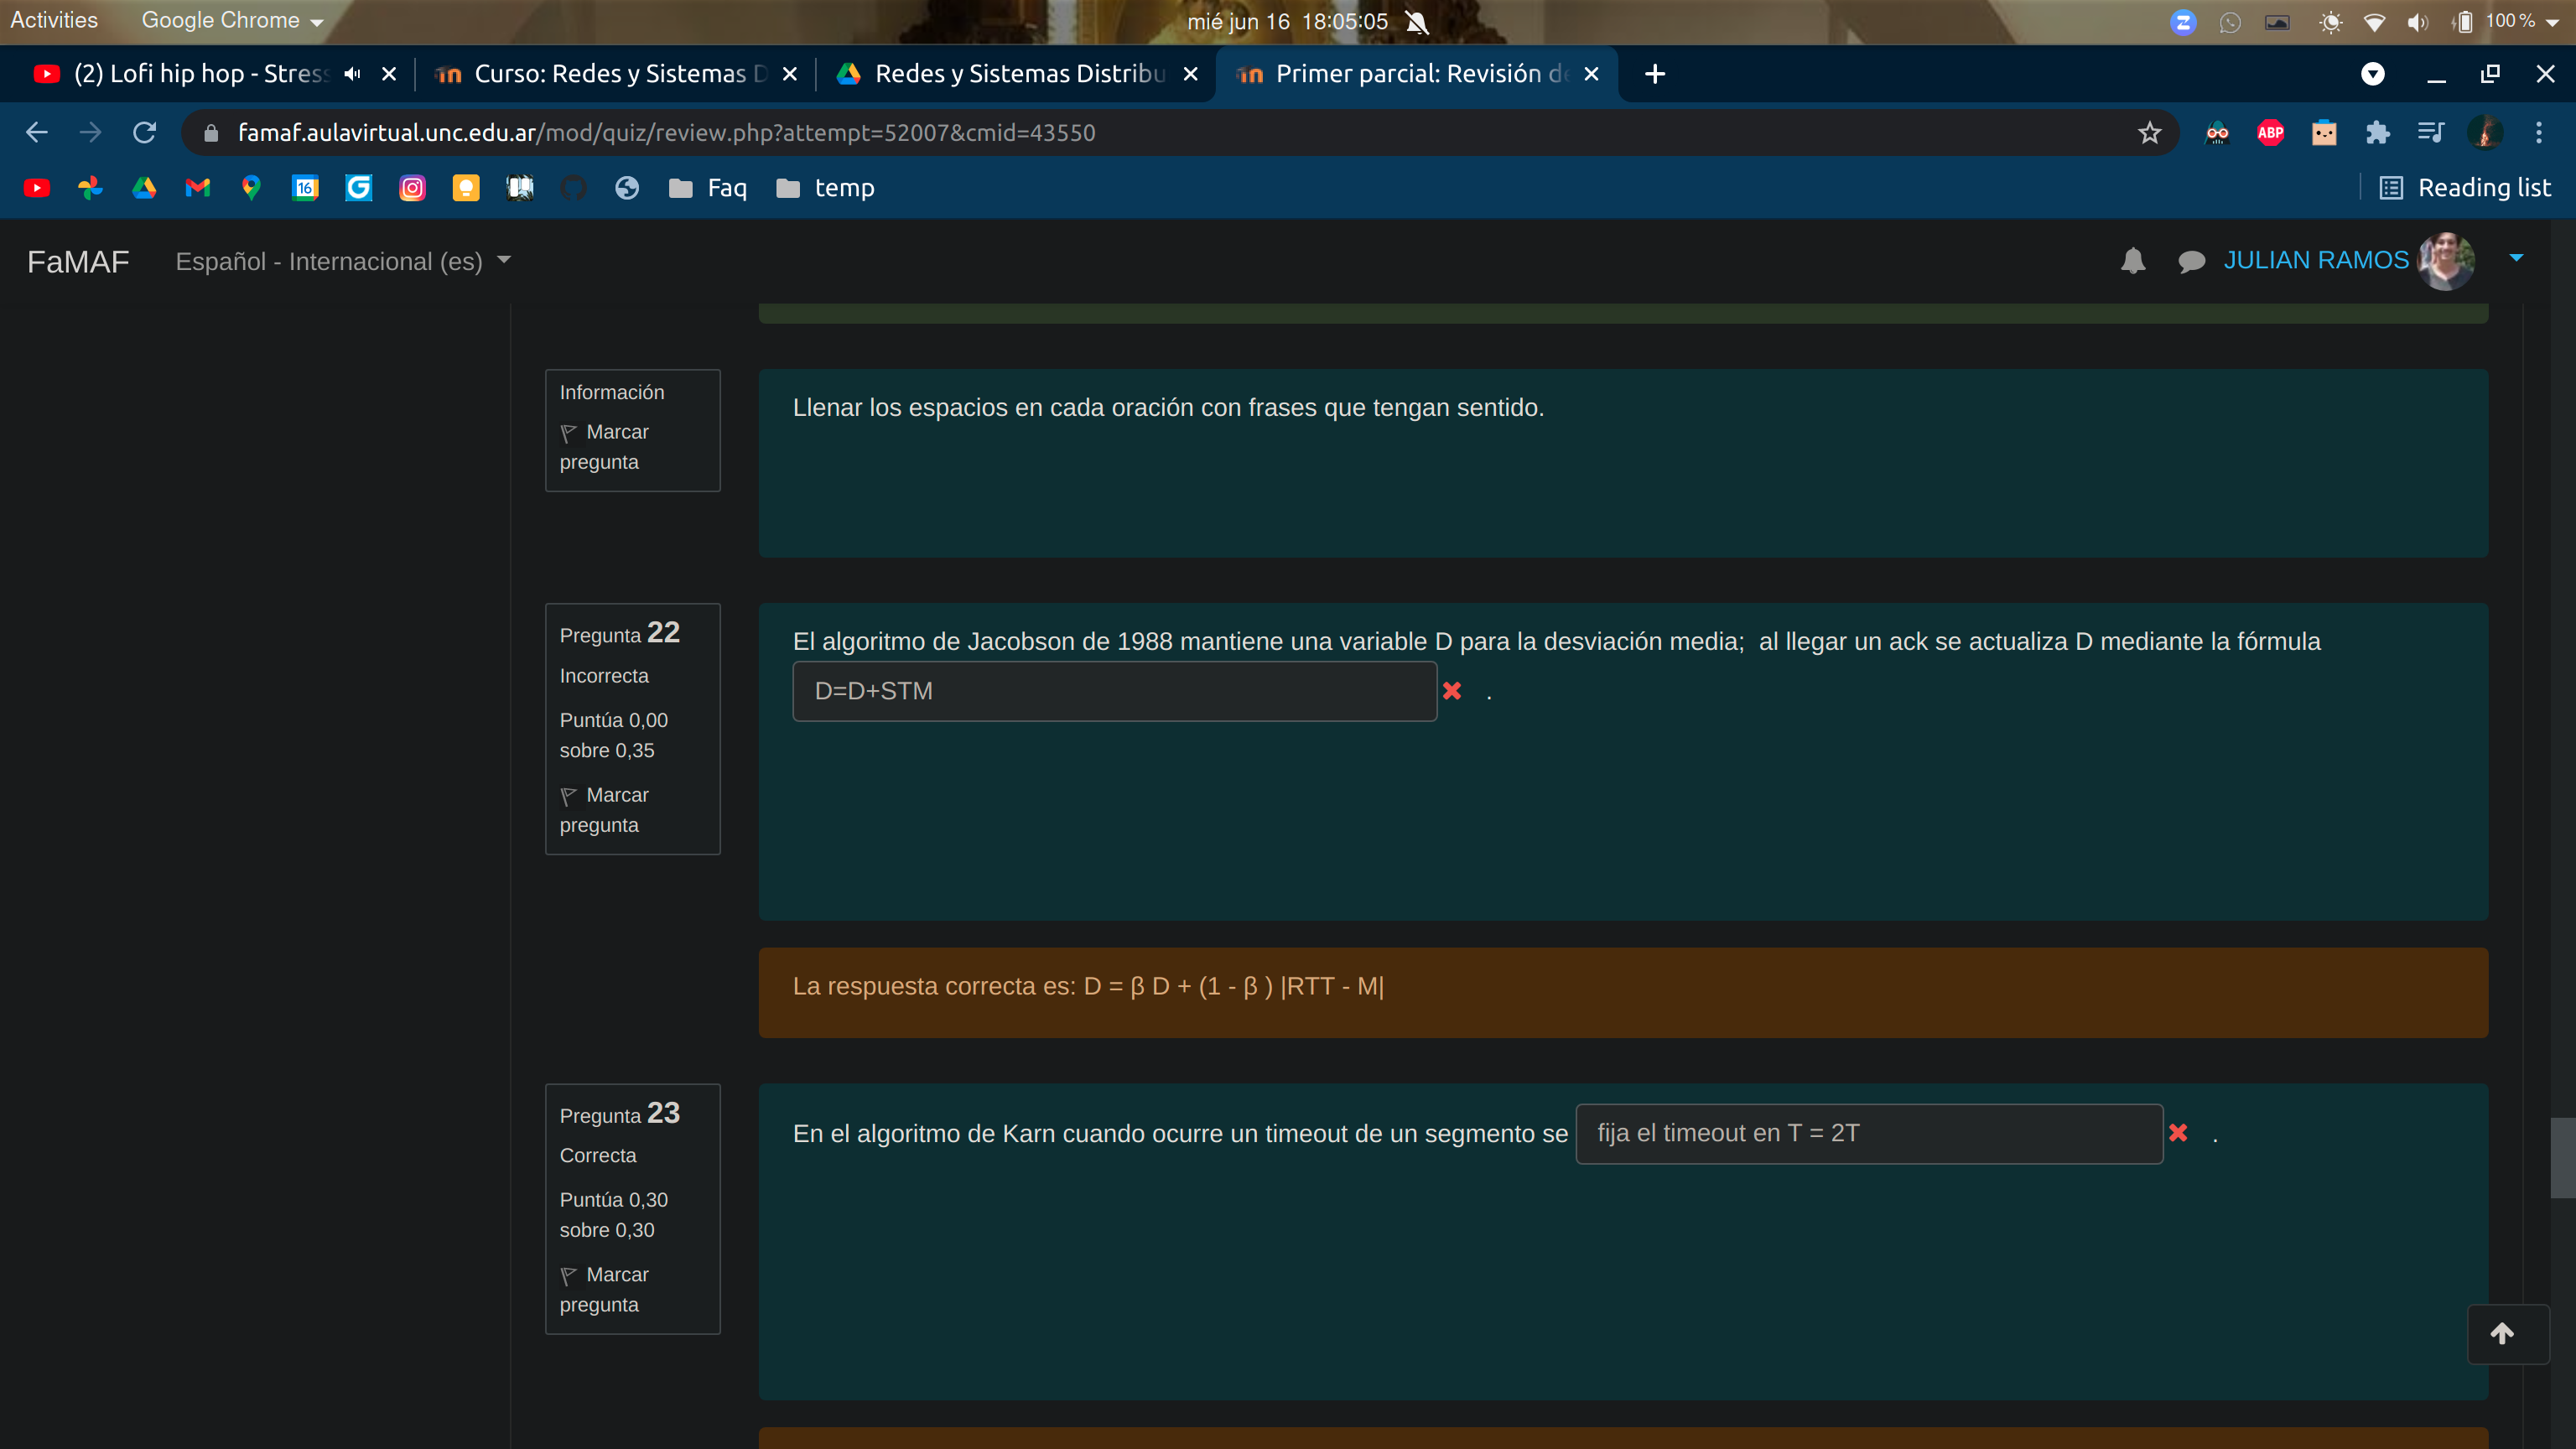 Activities
Google Chrome
mié jun 16 18:05:05
100 %
(2) Lofi hip hop - Stress
Curso: Redes y Sistemas D
Redes y Sistemas Distribu
Primer parcial: Revisión de
famaf.aulavirtual.unc.edu.ar/mod/quiz/review.php?attempt=52007&cmid=43550
ABP
16
Faq
temp
Reading list
FaMAF
Español - Internacional (es)
JULIAN RAMOS
Información
Marcar
pregunta
Llenar los espacios en cada oración con frases que tengan sentido.
Pregunta 22
Incorrecta
Puntúa 0,00
sobre 0,35
Marcar
pregunta
El algoritmo de Jacobson de 1988 mantiene una variable D para la desviación media;  al llegar un ack se actualiza D mediante la fórmula
D=D+STM .
La respuesta correcta es: D = β D + (1 - β ) |RTT - M|
Pregunta 23
Correcta
Puntúa 0,30
sobre 0,30
Marcar
pregunta
En el algoritmo de Karn cuando ocurre un timeout de un segmento se fija el timeout en T = 2T .